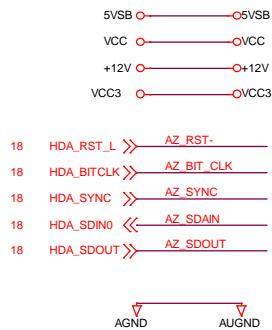 5VSB 5VSB
VCC VCC
+12V +12V
VCC3 VCC3
18 HDA_RST_L AZ_RST-
18 HDA_BITCLK AZ_BIT_CLK
18 HDA_SYNC AZ_SYNC
18 HDA_SDIN0 AZ_SDAIN
18 HDA_SDOUT AZ_SDOUT
AGND AUGND